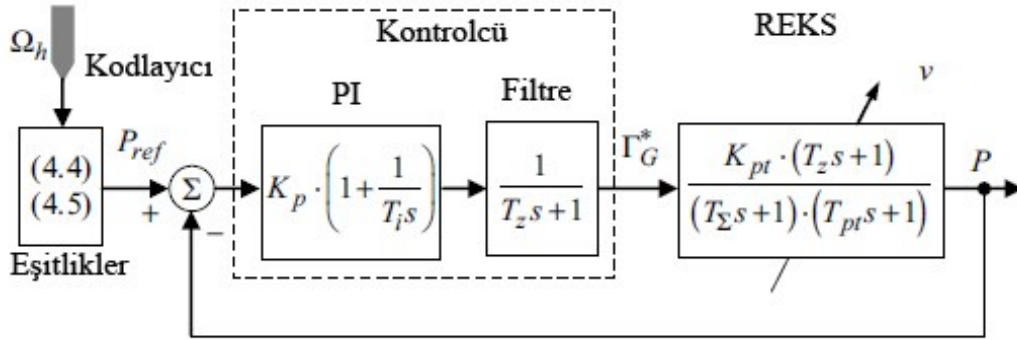 Kontrolcü
REKS
Ω_h
Kodlayıcı
PI
Filtre
v
(4.4)
(4.5)
P_ref
+
Σ
−
K_p · (1 + 1/(T_i s))
1/(T_z s+1)
Γ*_G
K_pt · (T_z s+1) / ((T_Σ s+1) · (T_pt s+1))
P
Eşitlikler